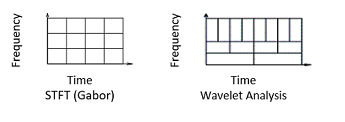 Frequency
Time
STFT (Gabor)
Frequency
Time
Wavelet Analysis